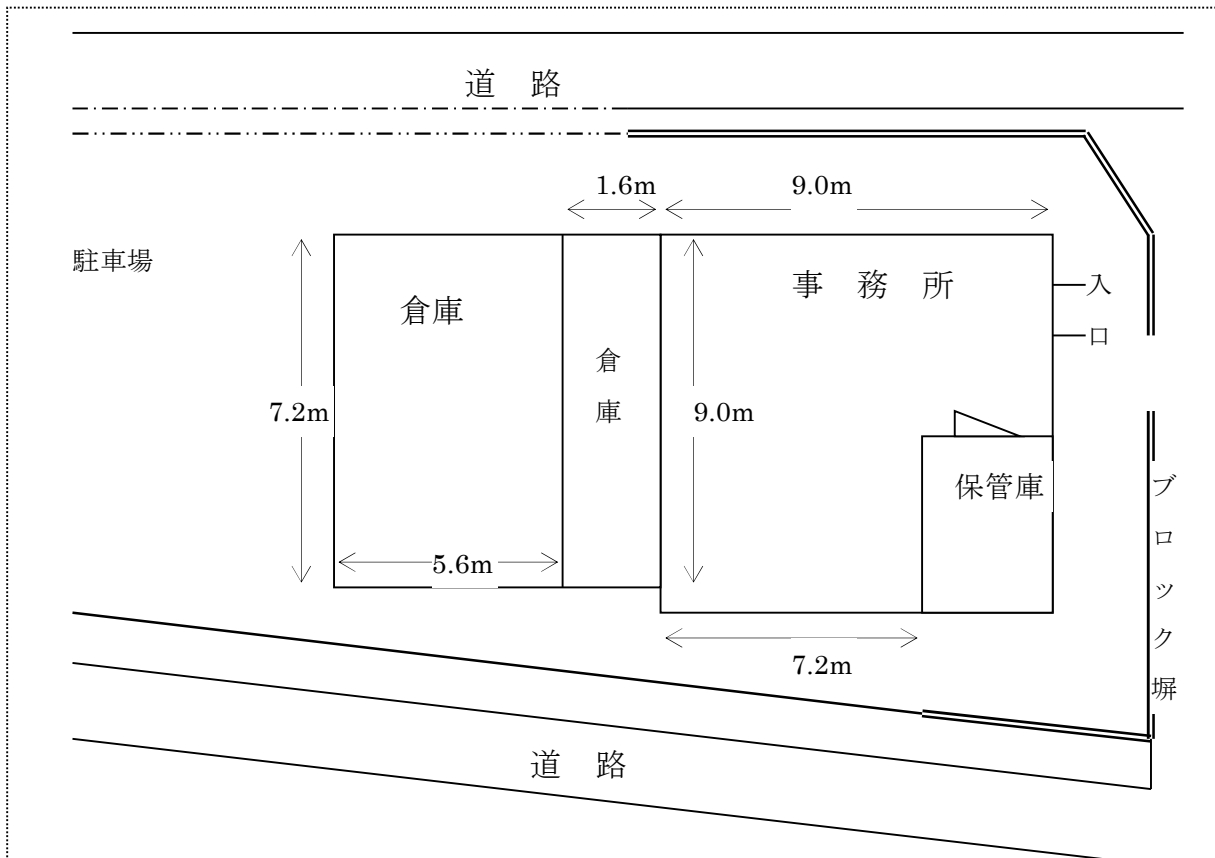 道 路
1.6m
9.0m
駐車場
倉庫
倉庫
事 務 所
入口
7.2m
9.0m
保管庫
5.6m
7.2m
ブロック塀
道 路